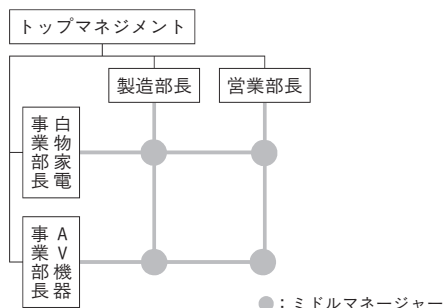 トップマネジメント
製造部長
営業部長
白物家電
事業部長
AV機器
事業部長
●：ミドルマネージャー